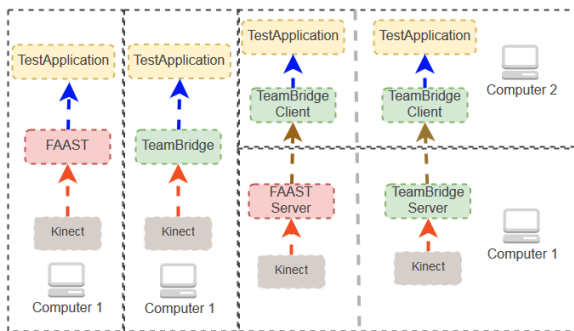 TestApplication
FAAST
Kinect
Computer 1
TestApplication
TeamBridge
Kinect
Computer 1
TestApplication
TeamBridge
Client
FAAST
Server
Kinect
TestApplication
TeamBridge
Client
TeamBridge
Server
Kinect
Computer 2
Computer 1